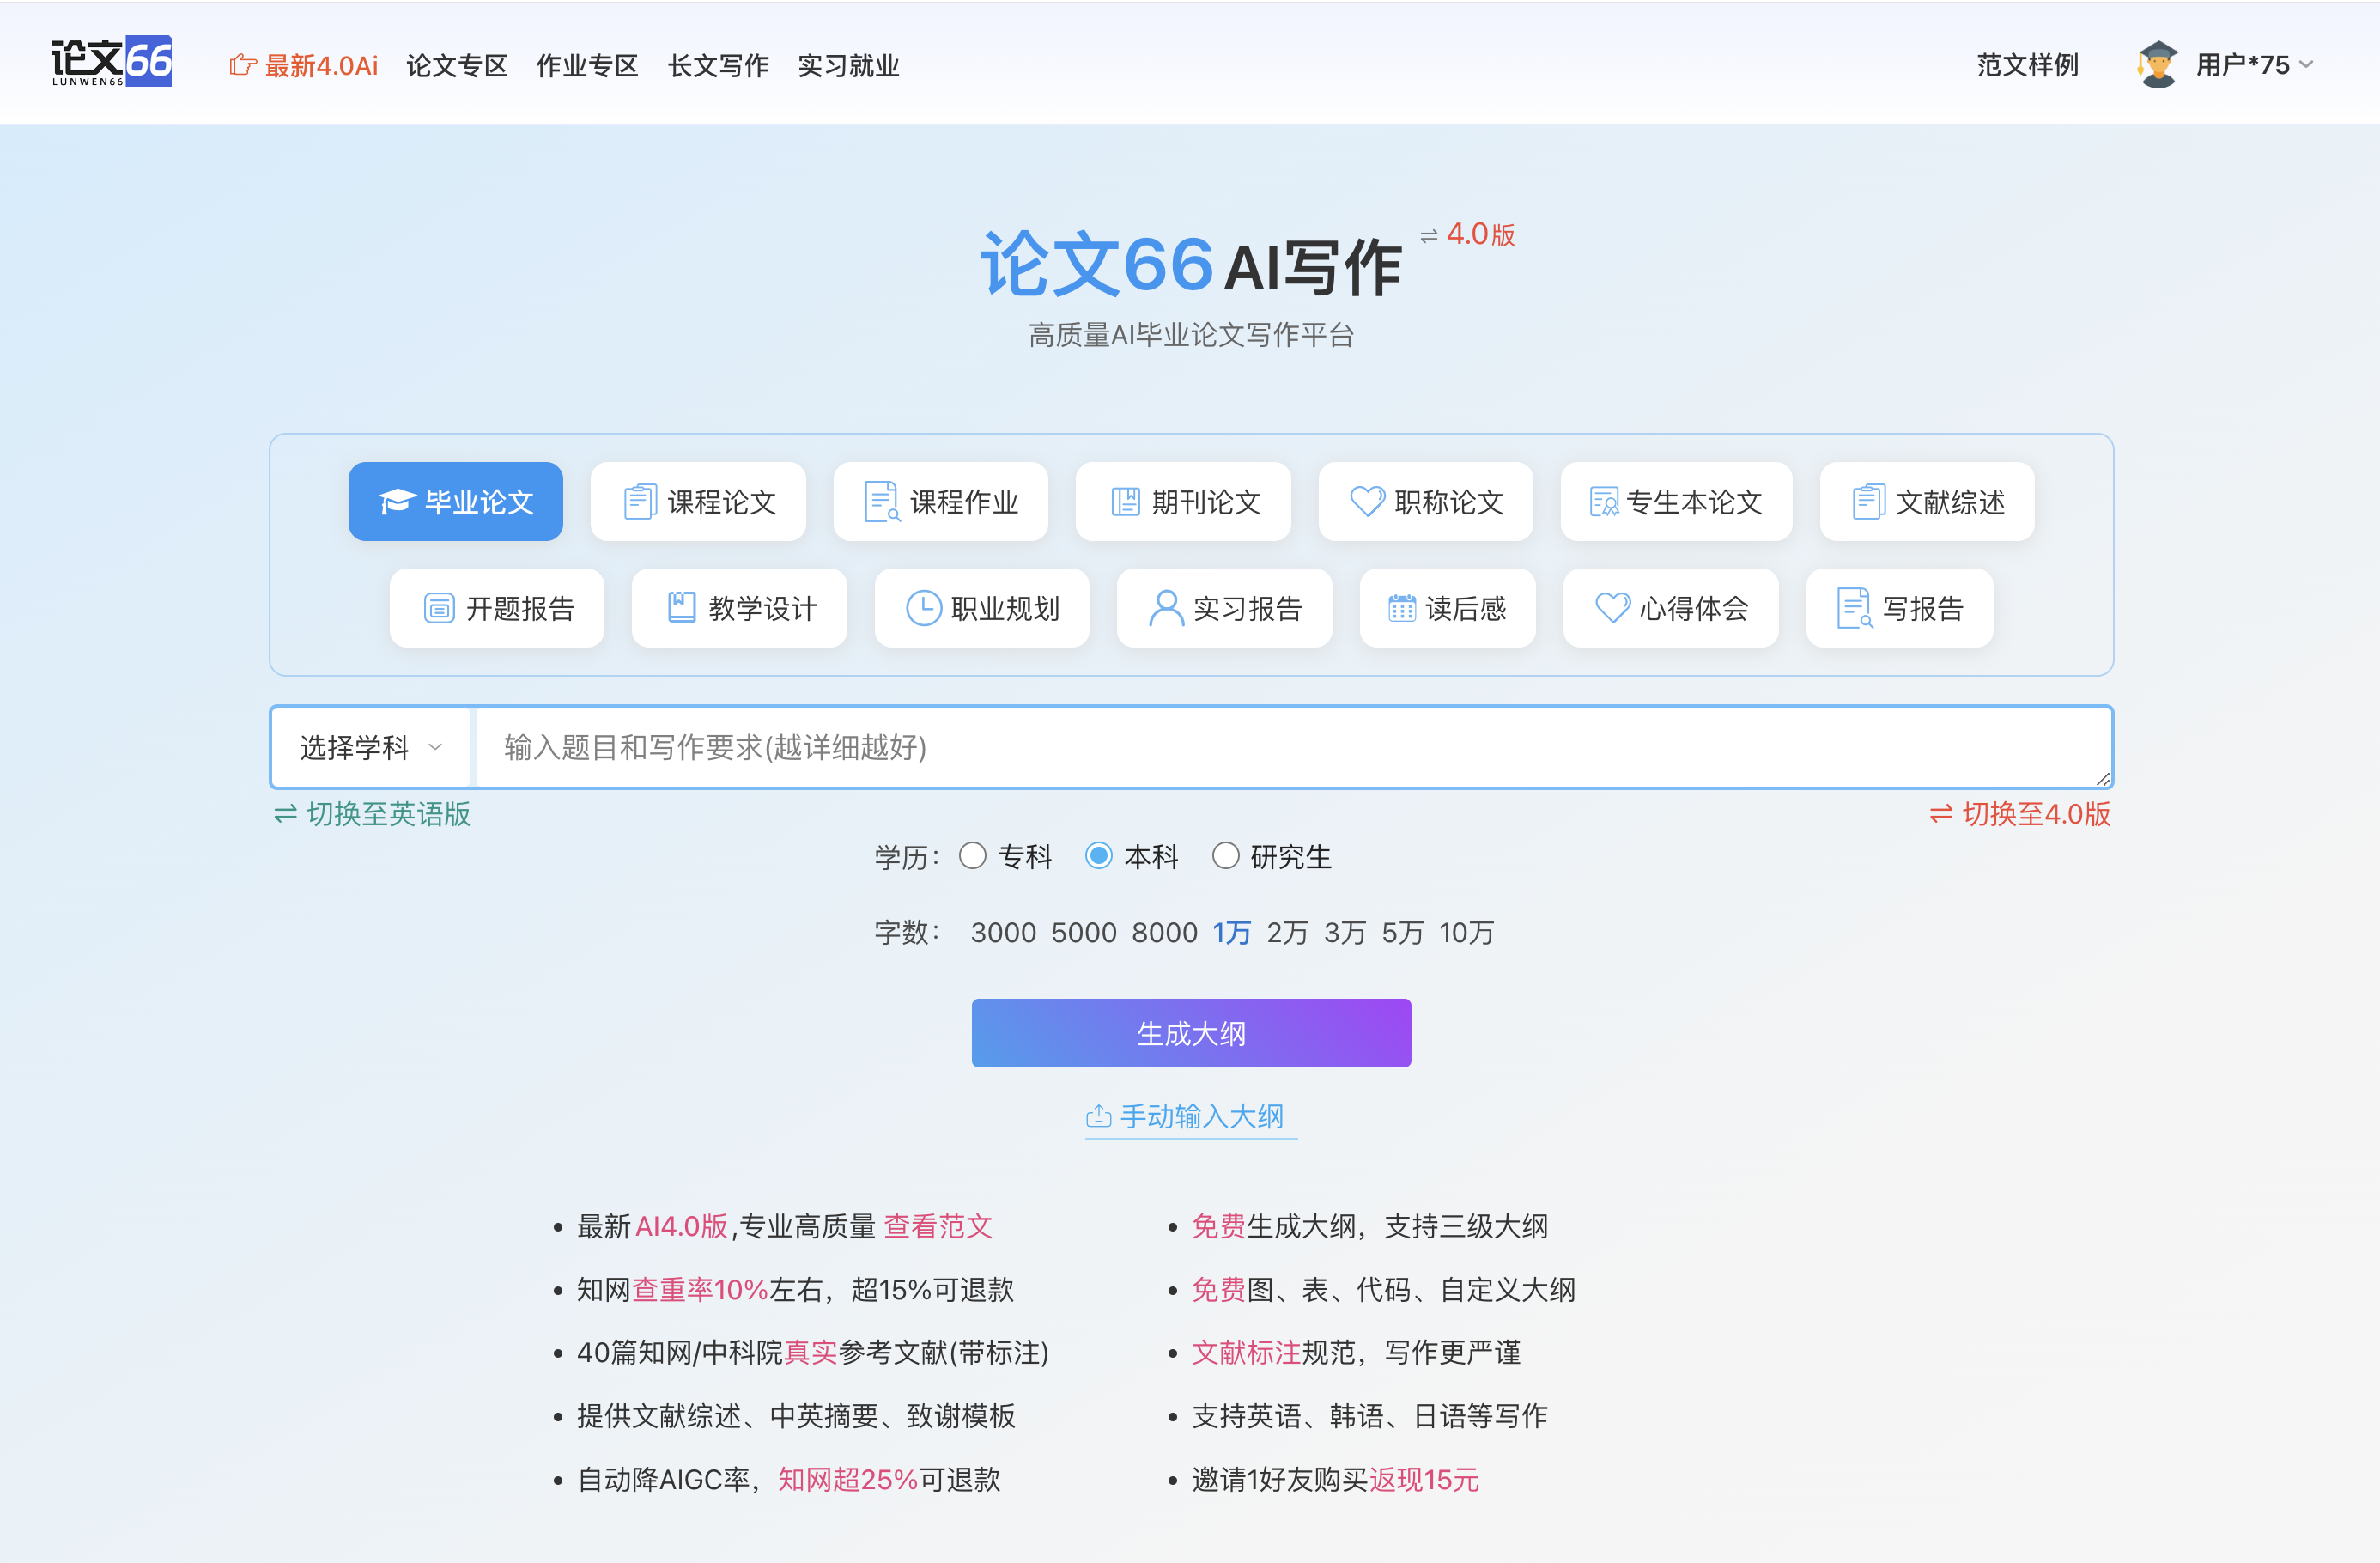 论文66
LUNWEN66
最新4.0Ai 论文专区 作业专区 长文写作 实习就业 范文样例 用户*75
论文66 AI写作 ⇌ 4.0版
高质量AI毕业论文写作平台
毕业论文 课程论文 课程作业 期刊论文 职称论文 专生本论文 文献综述
开题报告 教学设计 职业规划 实习报告 读后感 心得体会 写报告
选择学科 输入题目和写作要求(越详细越好)
⇌ 切换至英语版 ⇌ 切换至4.0版
学历： 专科 本科 研究生
字数： 3000 5000 8000 1万 2万 3万 5万 10万
生成大纲
手动输入大纲
• 最新AI4.0版,专业高质量 查看范文
• 知网查重率10%左右，超15%可退款
• 40篇知网/中科院真实参考文献(带标注)
• 提供文献综述、中英摘要、致谢模板
• 自动降AIGC率，知网超25%可退款
• 免费生成大纲，支持三级大纲
• 免费图、表、代码、自定义大纲
• 文献标注规范，写作更严谨
• 支持英语、韩语、日语等写作
• 邀请1好友购买返现15元